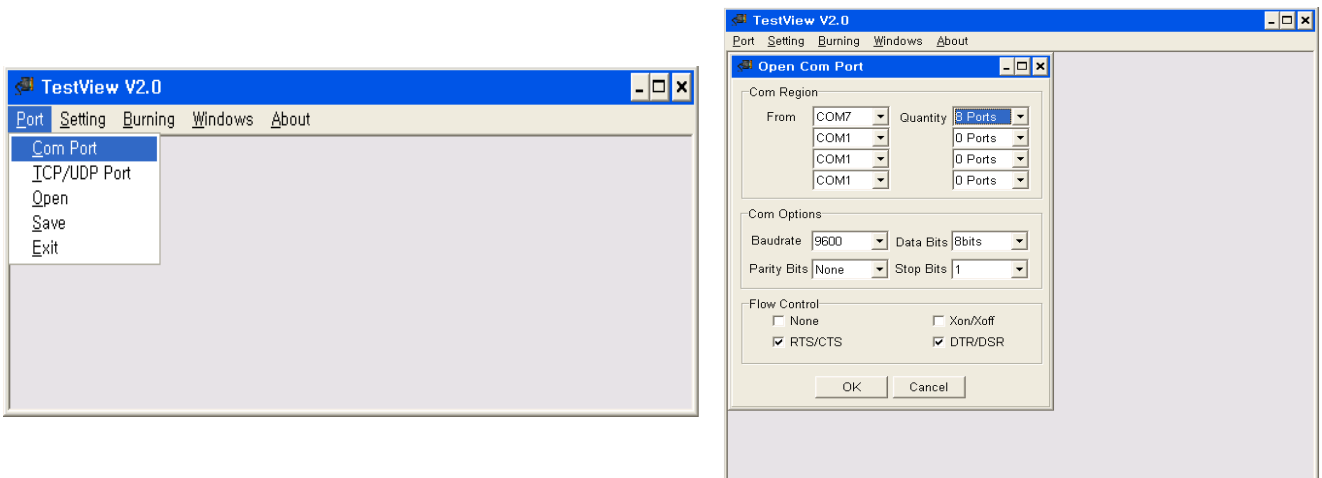 TestView V2.0
Port Setting Burning Windows About
Com Port
TCP/UDP Port
Open
Save
Exit
TestView V2.0
Port Setting Burning Windows About
Open Com Port
Com Region
From COM7 Quantity 8 Ports
COM1 0 Ports
COM1 0 Ports
COM1 0 Ports
Com Options
Baudrate 9600 Data Bits 8bits
Parity Bits None Stop Bits 1
Flow Control
None Xon/Xoff
RTS/CTS DTR/DSR
OK Cancel